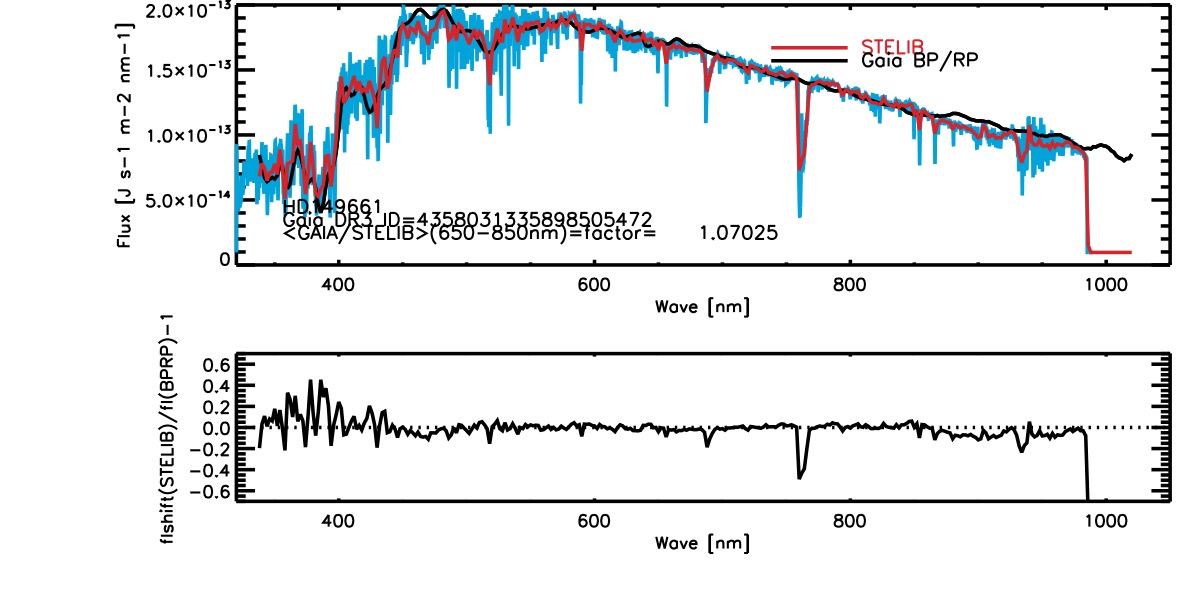 2.0×10−13
1.5×10−13
1.0×10−13
5.0×10−14
0
Flux [J s−1 m−2 nm−1]
STELIB
Gaia BP/RP
HD149661
Gaia DR3 ID=4358031335898505472
<GAIA/STELIB>(650−850nm)=factor= 1.07025
400 600 800 1000
Wave [nm]
flshift(STELIB)/fl(BPRP)−1
0.6
0.4
0.2
0.0
−0.2
−0.4
−0.6
400 600 800 1000
Wave [nm]